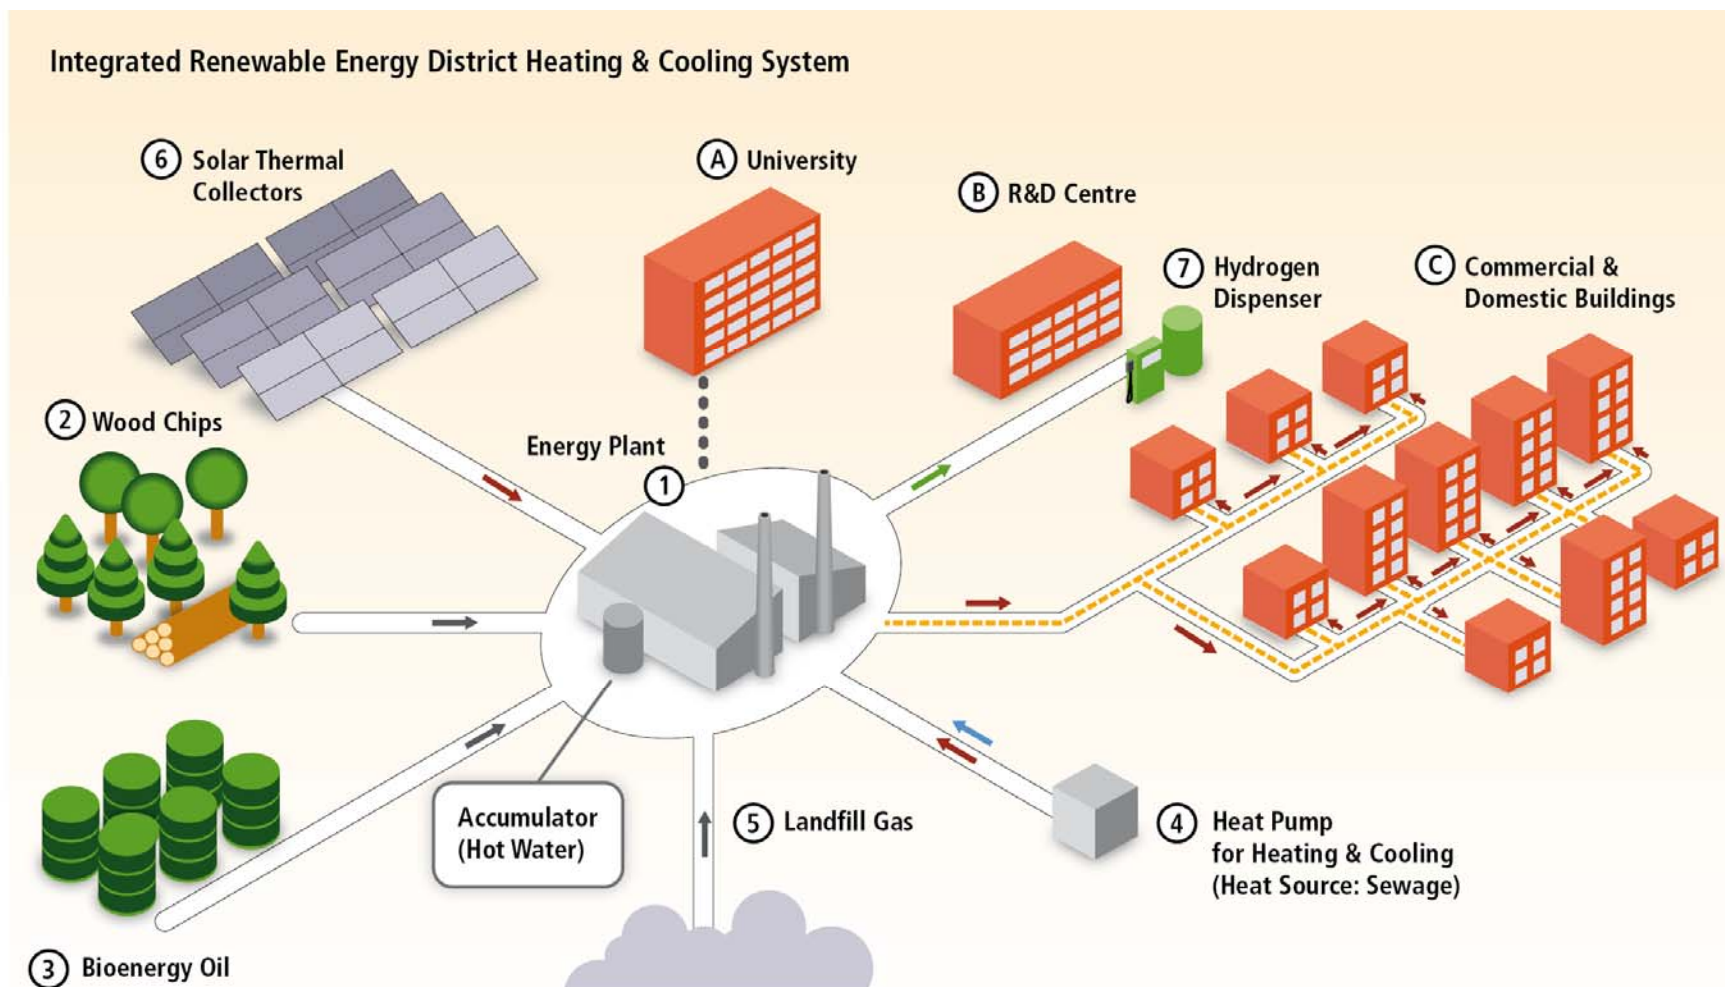 Integrated Renewable Energy District Heating & Cooling System
6 Solar Thermal
Collectors
A University
B R&D Centre
7 Hydrogen
Dispenser
C Commercial &
Domestic Buildings
2 Wood Chips
Energy Plant
1
Accumulator
(Hot Water)
5 Landfill Gas
4 Heat Pump
for Heating & Cooling
(Heat Source: Sewage)
3 Bioenergy Oil